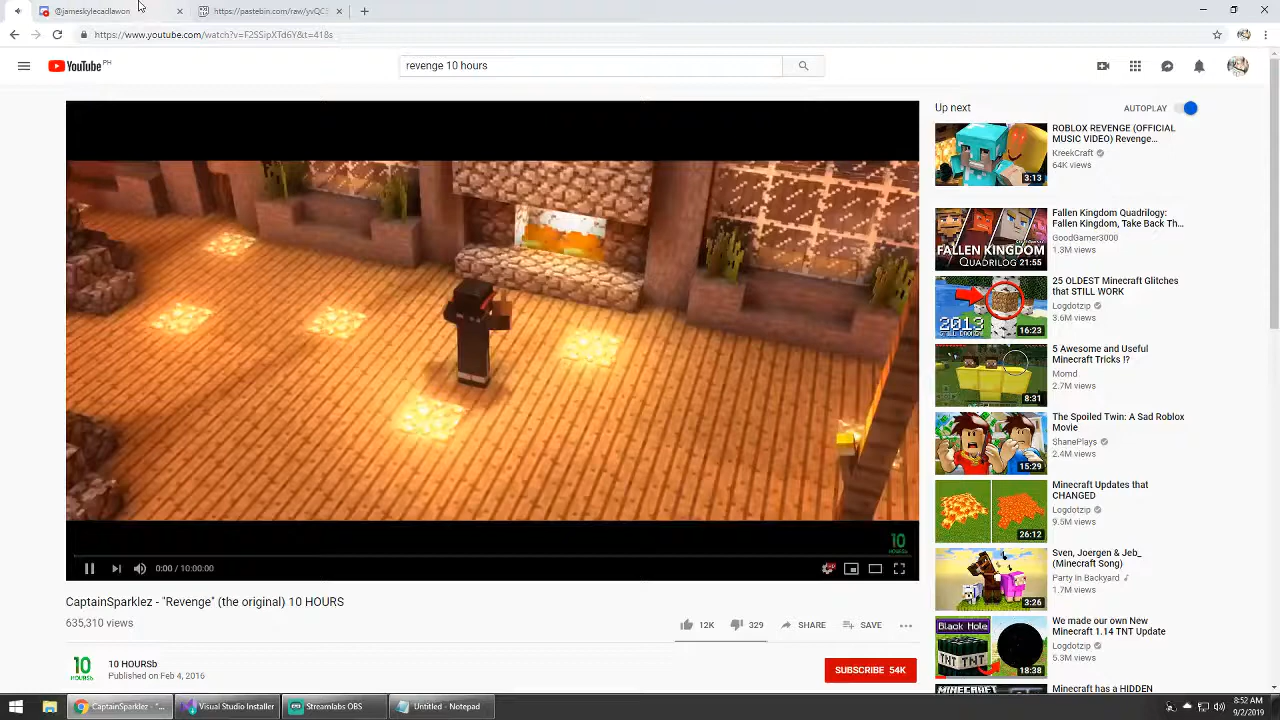 @jameskylecadlawon
https://pastebin.com/raw/yvQC
https://www.youtube.com/watch?v=F2SSipXTd6Y&t=418s
YouTube PH
revenge 10 hours
Up next
AUTOPLAY
ROBLOX REVENGE (OFFICIAL
MUSIC VIDEO) Revenge...
KreekCraft
64K views
3:13
Fallen Kingdom Quadrilogy:
Fallen Kingdom, Take Back Th...
GoodGamer3000
1.3M views
FALLEN KINGDOM
QUADRILOG
21:55
25 OLDEST Minecraft Glitches
that STILL WORK
Logdotzip
3.6M views
2013
16:23
5 Awesome and Useful
Minecraft Tricks !?
Momd
2.7M views
8:31
The Spoiled Twin: A Sad Roblox
Movie
ShanePlays
2.4M views
15:29
Minecraft Updates that
CHANGED
Logdotzip
9.5M views
26:12
Sven, Joergen & Jeb_
(Minecraft Song)
Party in Backyard
1.7M views
3:26
We made our own New
Minecraft 1.14 TNT Update
Logdotzip
5.3M views
Black Hole
TNT
18:38
Minecraft has a HIDDEN
MINECRAFT
10
HOURSb
0:00 / 10:00:00
CaptainSparklez - "Revenge" (the original) 10 HOURS
635,310 views
12K
329
SHARE
SAVE
10
HOURSb
10 HOURSb
Published on Feb 4, 2016
SUBSCRIBE 54K
CaptainSparklez - "...
Visual Studio Installer
Streamlabs OBS
Untitled - Notepad
8:52 AM
9/2/2019